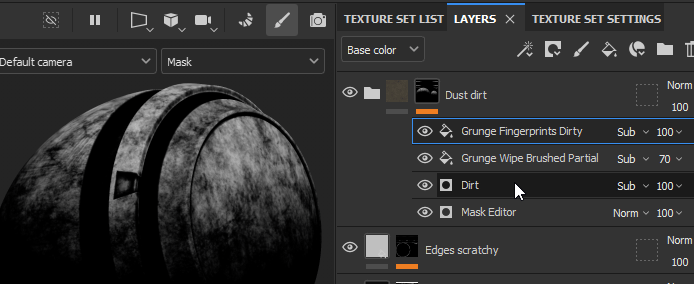 TEXTURE SET LIST LAYERS TEXTURE SET SETTINGS
Default camera Mask
Base color
Dust dirt Norm 100
Grunge Fingerprints Dirty Sub 100
Grunge Wipe Brushed Partial Sub 70
Dirt Sub 100
Mask Editor Norm 100
Edges scratchy Norm 100
Norm